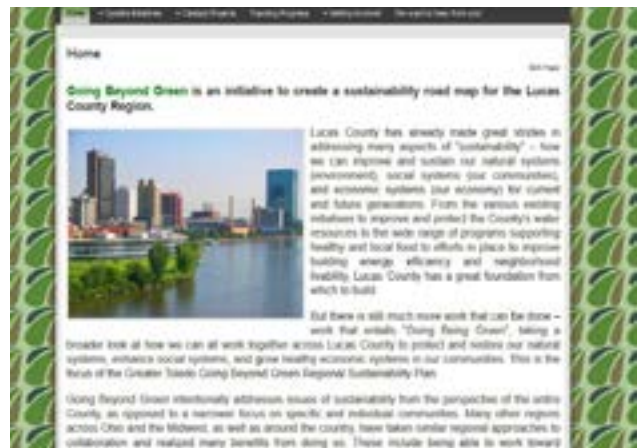 Home
Home
Going Beyond Green is an initiative to create a sustainability road map for the Lucas
County Region.
Lucas County has already made great strides in
addressing many aspects of "sustainability" – how
we can improve and sustain our natural systems
(environment), social systems (our communities),
and economic systems (our economy) for current
and future generations. From the various existing
initiatives to improve and protect the County's water
resources to the wide range of programs supporting
healthy and local food to efforts in place to improve
building energy efficiency and neighborhood
livability, Lucas County has a great foundation from
which to build.
But there is still much more work that can be done –
work that entails "Going Being Green", taking a
broader look at how we can all work together across Lucas County to protect and restore our natural
systems, enhance social systems, and grow healthy economic systems in our communities. This is the
focus of the Greater Toledo Going Beyond Green Regional Sustainability Plan.
Going Beyond Green intentionally addresses issues of sustainability from the perspective of the entire
County, as opposed to a narrower focus on specific and individual communities. Many other regions
across Ohio and the Midwest, as well as around the country, have taken similar regional approaches to
collaboration and realized many benefits from doing so. These include being able to work toward